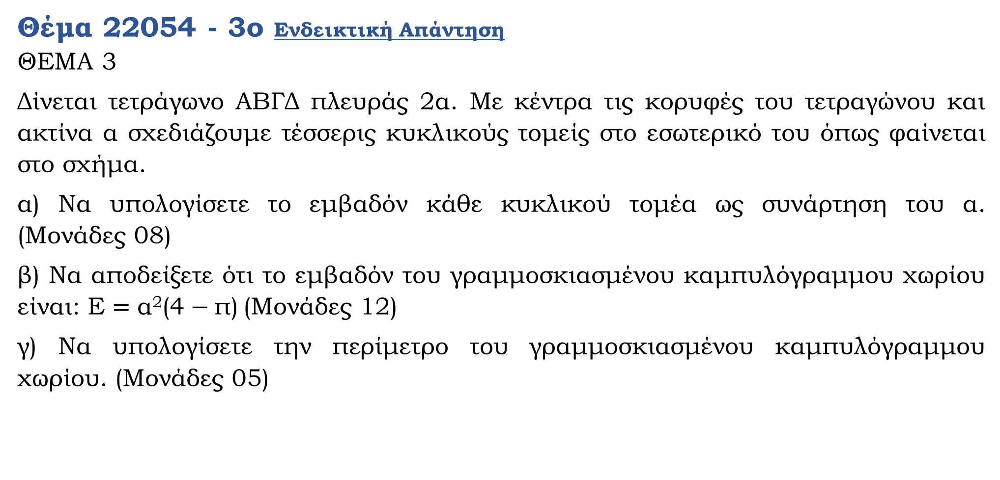 Θέμα 22054 - 3ο Ενδεικτική Απάντηση
ΘΕΜΑ 3
Δίνεται τετράγωνο ΑΒΓΔ πλευράς 2α. Με κέντρα τις κορυφές του τετραγώνου και
ακτίνα α σχεδιάζουμε τέσσερις κυκλικούς τομείς στο εσωτερικό του όπως φαίνεται
στο σχήμα.
α) Να υπολογίσετε το εμβαδόν κάθε κυκλικού τομέα ως συνάρτηση του α.
(Μονάδες 08)
β) Να αποδείξετε ότι το εμβαδόν του γραμμοσκιασμένου καμπυλόγραμμου χωρίου
είναι: Ε = α²(4 − π) (Μονάδες 12)
γ) Να υπολογίσετε την περίμετρο του γραμμοσκιασμένου καμπυλόγραμμου
χωρίου. (Μονάδες 05)